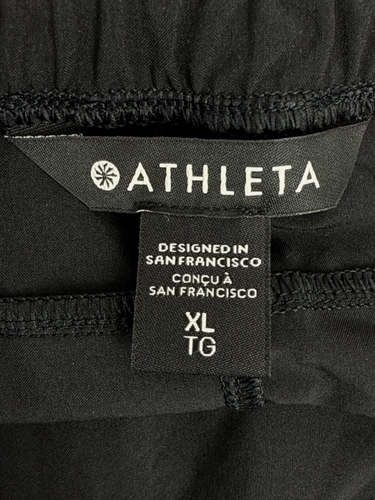 ATHLETA
DESIGNED IN
SAN FRANCISCO
CONÇU À
SAN FRANCISCO
XL
TG